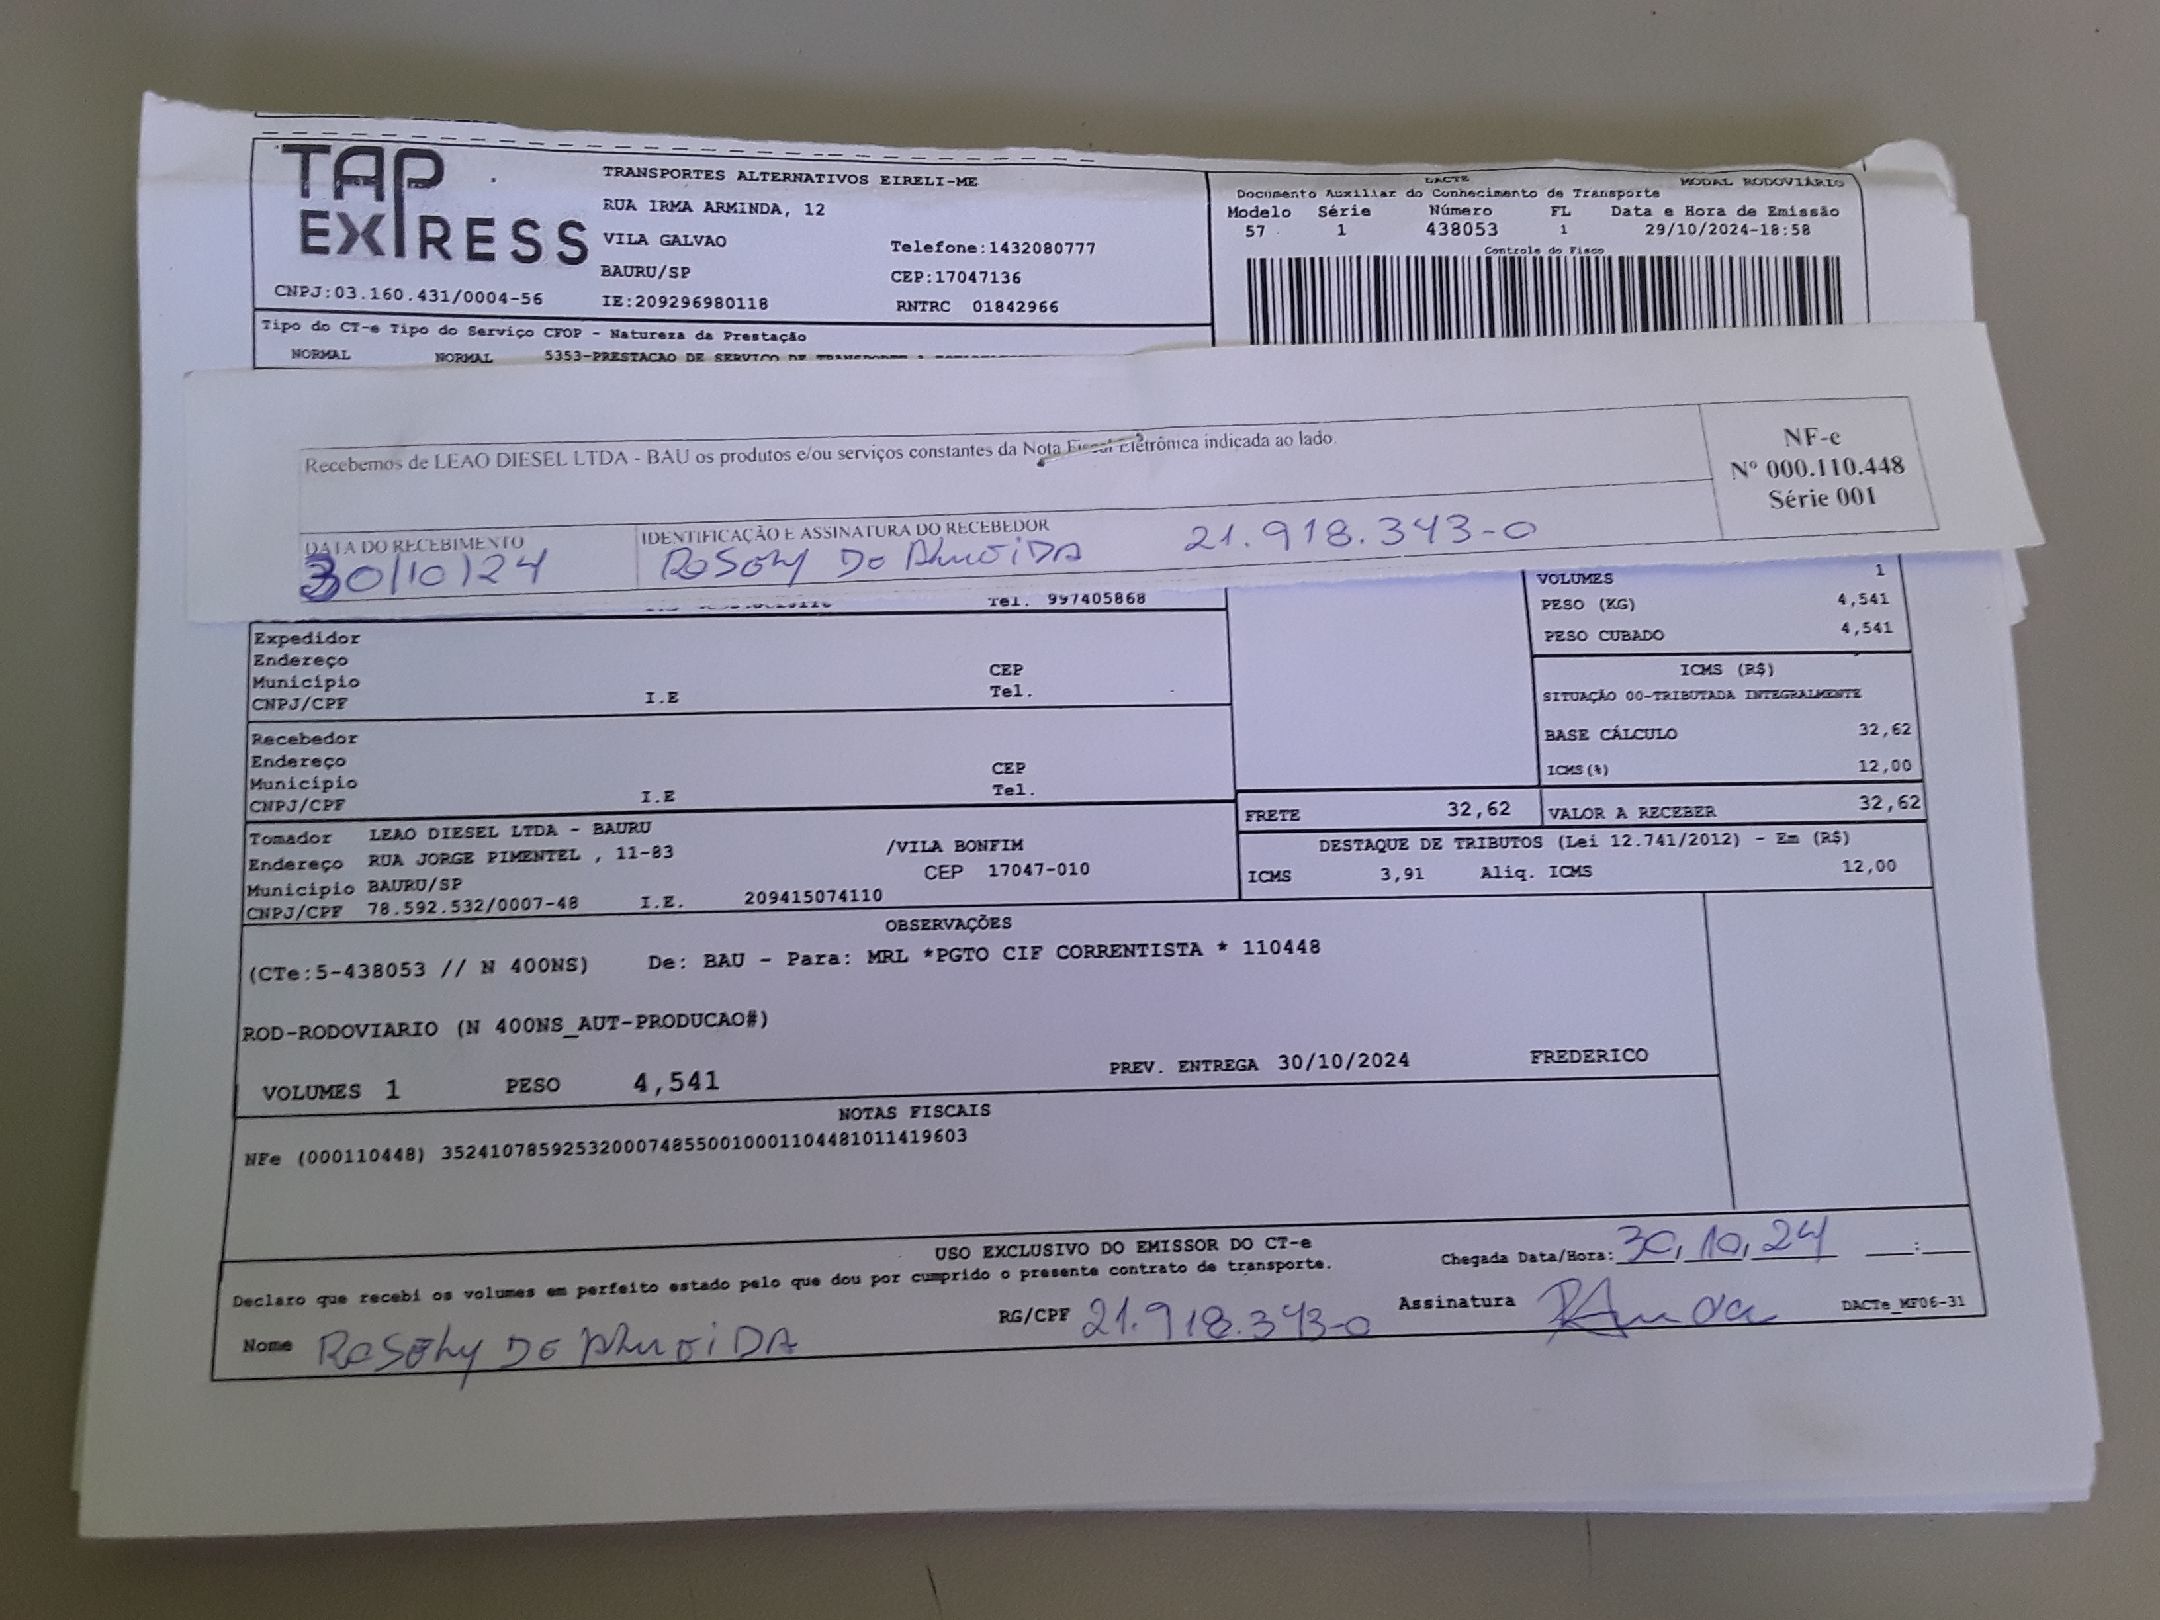 TAP EXPRESS
TRANSPORTES ALTERNATIVOS EIRELI-ME
RUA IRMA ARMINDA, 12
VILA GALVAO Telefone:1432080777
BAURU/SP CEP:17047136
CNPJ:03.160.431/0004-56 IE:209296980118 RNTRC 01842966
DACTE MODAL RODOVIÁRIO
Documento Auxiliar do Conhecimento de Transporte
Modelo Série Número FL Data e Hora de Emissão
57 1 438053 1 29/10/2024-18:58
Controle do Fisco
Tipo do CT-e Tipo do Serviço CFOP - Natureza da Prestação
NORMAL NORMAL 5353-PRESTACAO DE SERVICO DE TRANSPORTE
Recebemos de LEAO DIESEL LTDA - BAU os produtos e/ou serviços constantes da Nota Fiscal Eletrônica indicada ao lado.
NF-e
Nº 000.110.448
Série 001
DATA DO RECEBIMENTO IDENTIFICAÇÃO E ASSINATURA DO RECEBEDOR
30/10/24 De Almeida 21.918.343-0
Tel. 997405868
VOLUMES 1
PESO (KG) 4,541
PESO CUBADO 4,541
Expedidor
Endereço
Município CEP
CNPJ/CPF I.E Tel.
ICMS (R$)
SITUAÇÃO 00-TRIBUTADA INTEGRALMENTE
BASE CÁLCULO 32,62
ICMS(%) 12,00
Recebedor
Endereço
Município CEP
CNPJ/CPF I.E Tel.
FRETE 32,62 VALOR A RECEBER 32,62
Tomador LEAO DIESEL LTDA - BAURU
Endereço RUA JORGE PIMENTEL , 11-83 /VILA BONFIM
Município BAURU/SP CEP 17047-010
CNPJ/CPF 78.592.532/0007-48 I.E. 209415074110
DESTAQUE DE TRIBUTOS (Lei 12.741/2012) - Em (R$)
ICMS 3,91 Aliq. ICMS 12,00
OBSERVAÇÕES
(CTe:5-438053 // N 400NS) De: BAU - Para: MRL *PGTO CIF CORRENTISTA * 110448
ROD-RODOVIARIO (N 400NS_AUT-PRODUCAO#)
VOLUMES 1 PESO 4,541 PREV. ENTREGA 30/10/2024 FREDERICO
NOTAS FISCAIS
NFe (000110448) 35241078592532000748550010001104481011419603
USO EXCLUSIVO DO EMISSOR DO CT-e
Declaro que recebi os volumes em perfeito estado pelo que dou por cumprido o presente contrato de transporte.
Chegada Data/Hora: 30, 10, 24 __:__
Nome De Almeida RG/CPF 21.918.343-0 Assinatura
DACTe_MF06-31